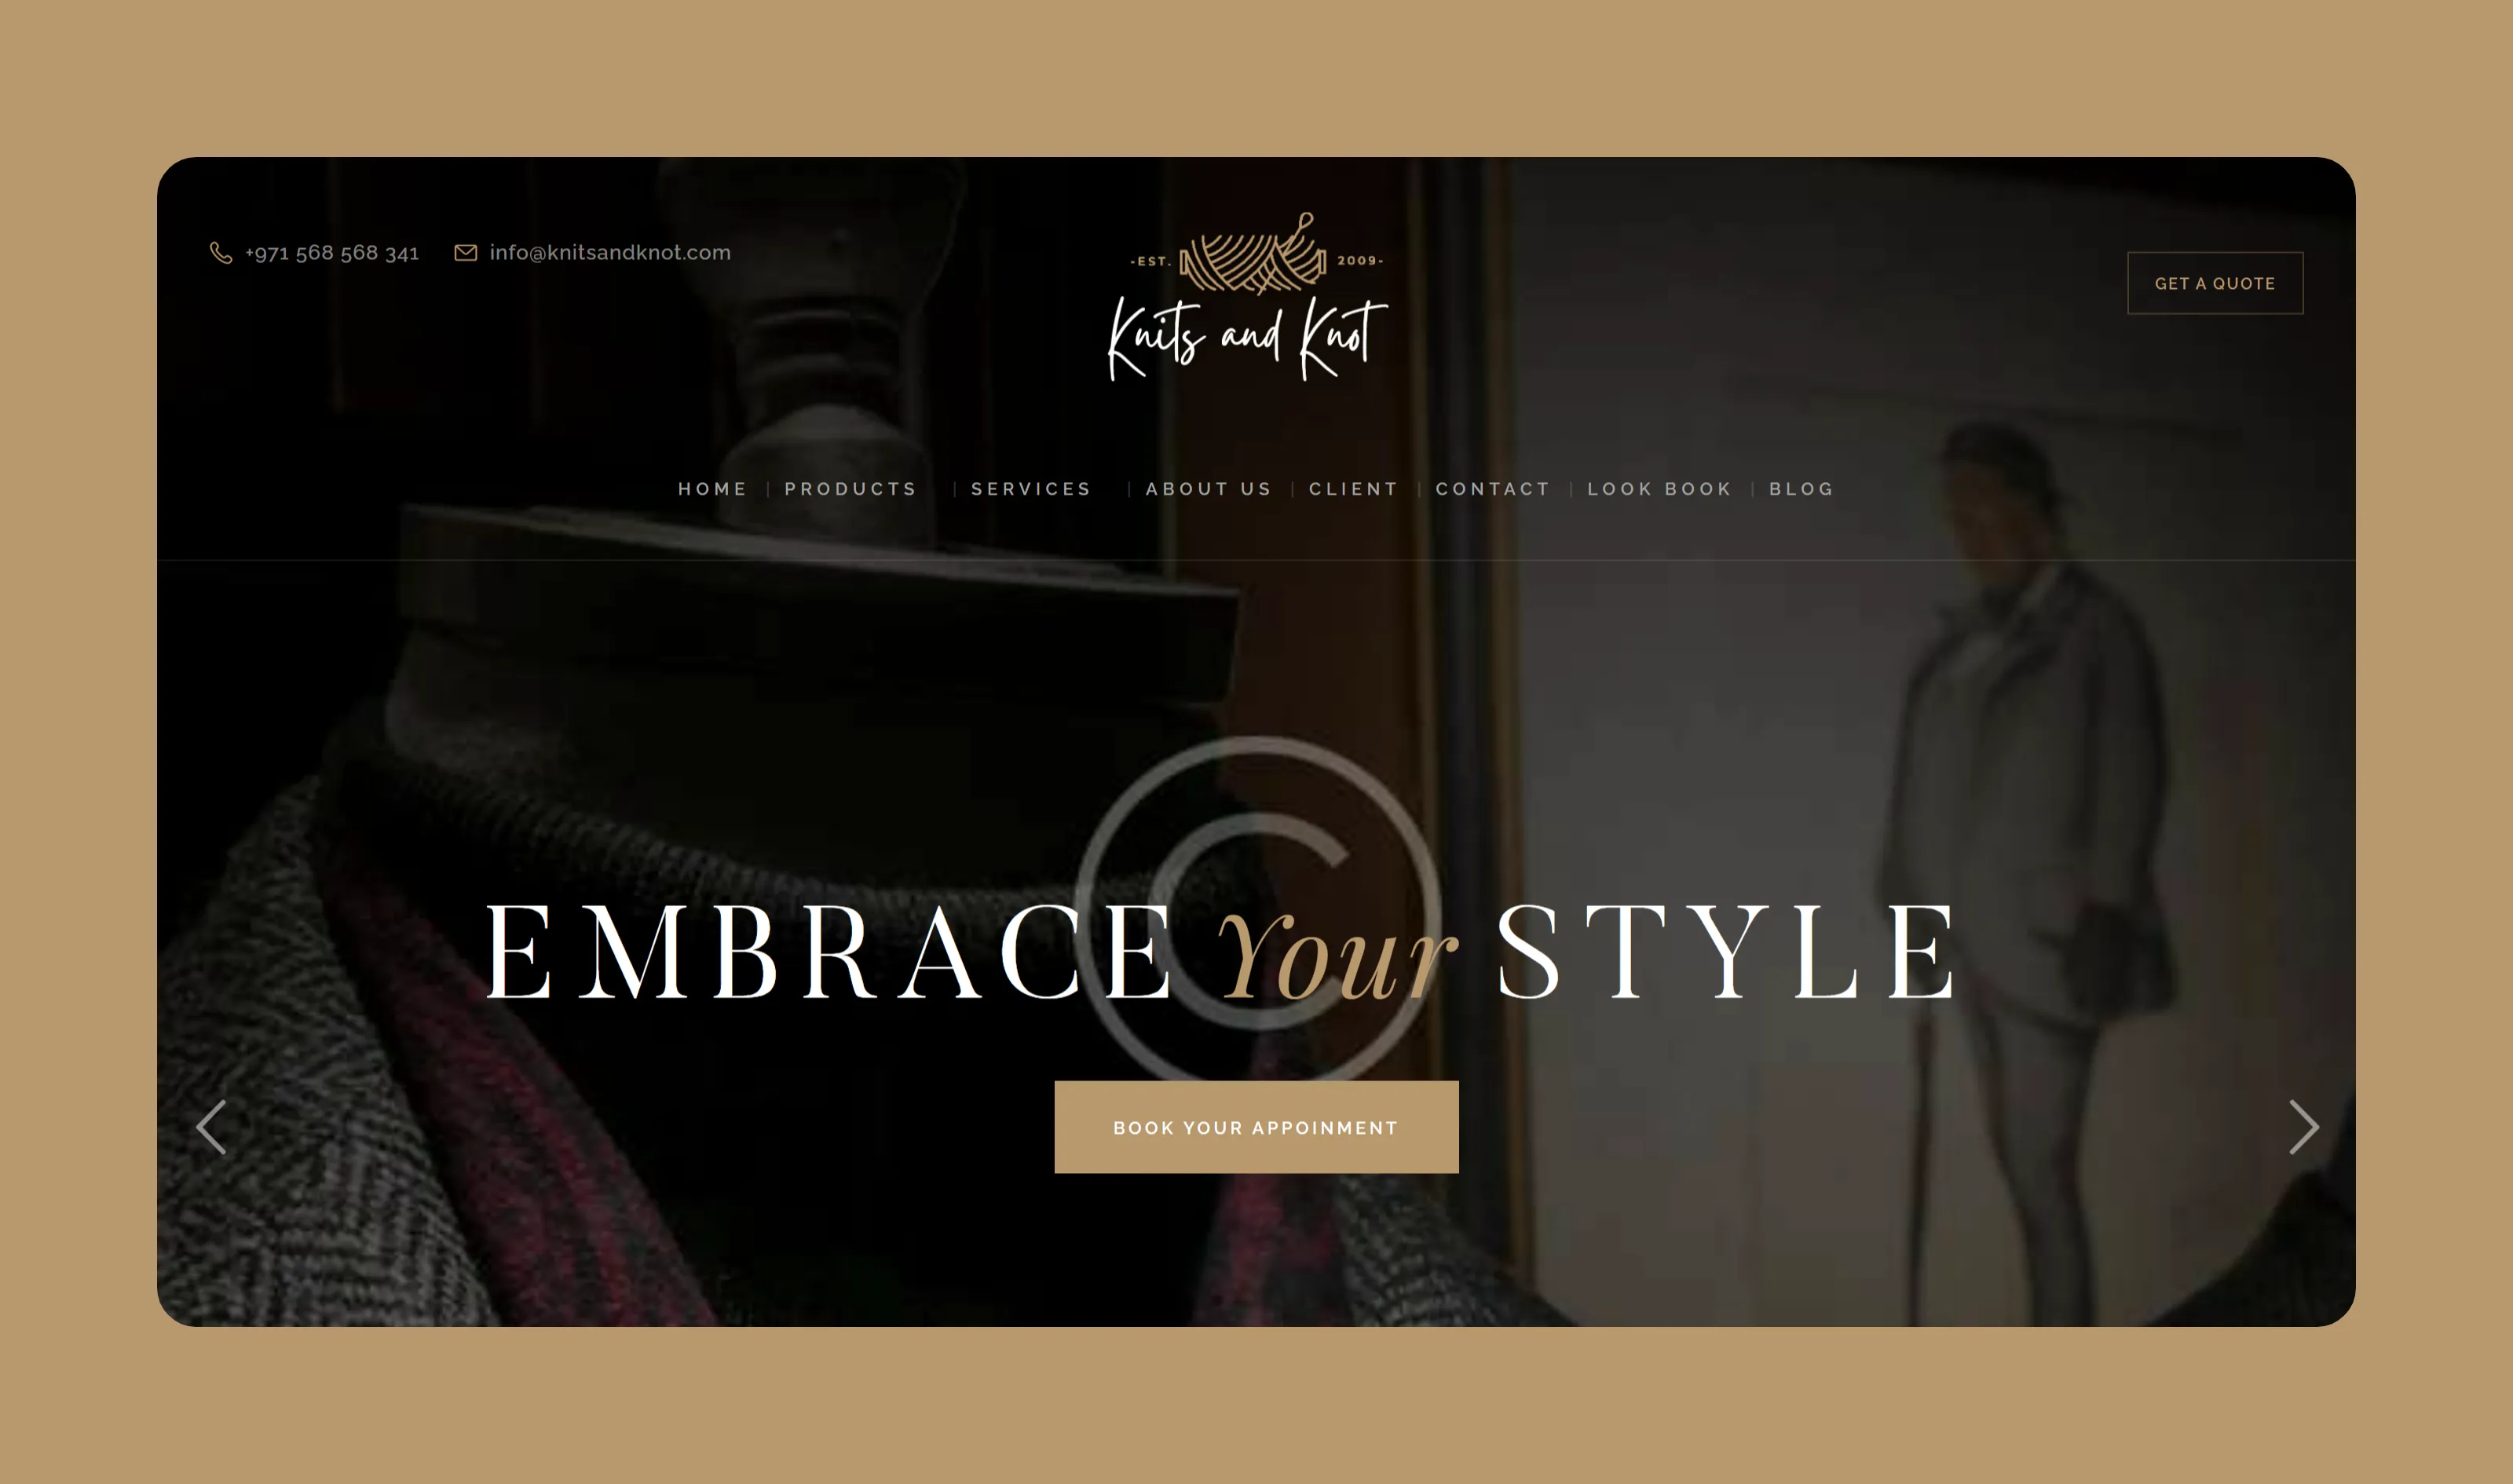 +971 568 568 341
info@knitsandknot.com
-EST. 2009-
Knits and Knot
GET A QUOTE
HOME | PRODUCTS | SERVICES | ABOUT US | CLIENT | CONTACT | LOOK BOOK | BLOG
EMBRACE Your STYLE
BOOK YOUR APPOINMENT